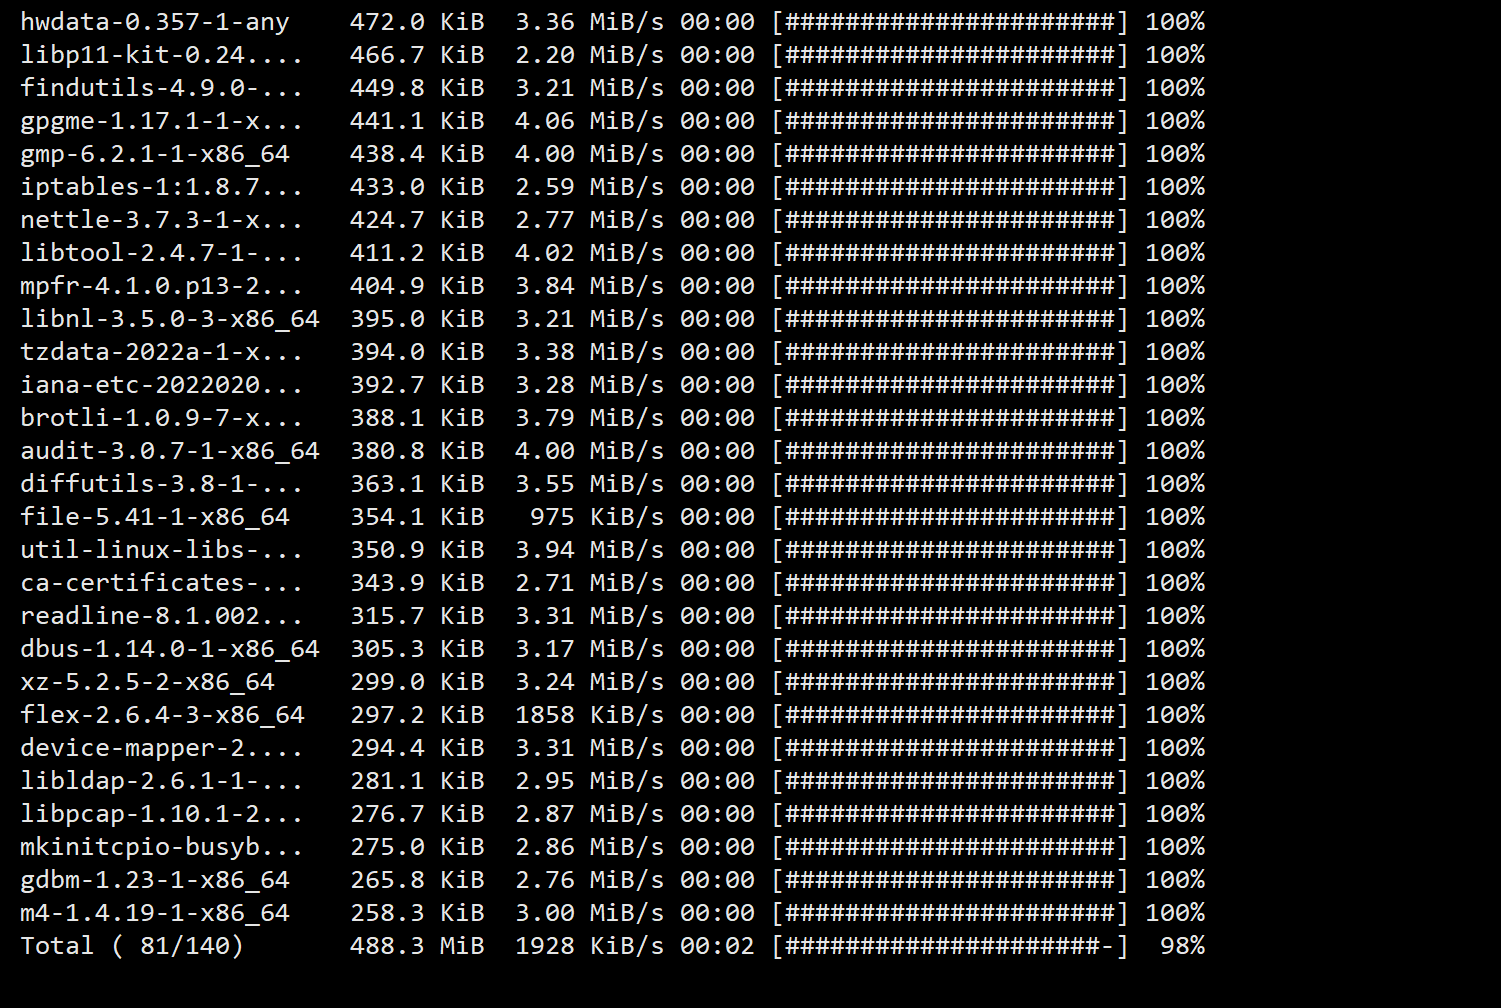 hwdata-0.357-1-any 472.0 KiB 3.36 MiB/s 00:00 [######################] 100%
libp11-kit-0.24.... 466.7 KiB 2.20 MiB/s 00:00 [######################] 100%
findutils-4.9.0-... 449.8 KiB 3.21 MiB/s 00:00 [######################] 100%
gpgme-1.17.1-1-x... 441.1 KiB 4.06 MiB/s 00:00 [######################] 100%
gmp-6.2.1-1-x86_64 438.4 KiB 4.00 MiB/s 00:00 [######################] 100%
iptables-1:1.8.7... 433.0 KiB 2.59 MiB/s 00:00 [######################] 100%
nettle-3.7.3-1-x... 424.7 KiB 2.77 MiB/s 00:00 [######################] 100%
libtool-2.4.7-1-... 411.2 KiB 4.02 MiB/s 00:00 [######################] 100%
mpfr-4.1.0.p13-2... 404.9 KiB 3.84 MiB/s 00:00 [######################] 100%
libnl-3.5.0-3-x86_64 395.0 KiB 3.21 MiB/s 00:00 [######################] 100%
tzdata-2022a-1-x... 394.0 KiB 3.38 MiB/s 00:00 [######################] 100%
iana-etc-2022020... 392.7 KiB 3.28 MiB/s 00:00 [######################] 100%
brotli-1.0.9-7-x... 388.1 KiB 3.79 MiB/s 00:00 [######################] 100%
audit-3.0.7-1-x86_64 380.8 KiB 4.00 MiB/s 00:00 [######################] 100%
diffutils-3.8-1-... 363.1 KiB 3.55 MiB/s 00:00 [######################] 100%
file-5.41-1-x86_64 354.1 KiB 975 KiB/s 00:00 [######################] 100%
util-linux-libs-... 350.9 KiB 3.94 MiB/s 00:00 [######################] 100%
ca-certificates-... 343.9 KiB 2.71 MiB/s 00:00 [######################] 100%
readline-8.1.002... 315.7 KiB 3.31 MiB/s 00:00 [######################] 100%
dbus-1.14.0-1-x86_64 305.3 KiB 3.17 MiB/s 00:00 [######################] 100%
xz-5.2.5-2-x86_64 299.0 KiB 3.24 MiB/s 00:00 [######################] 100%
flex-2.6.4-3-x86_64 297.2 KiB 1858 KiB/s 00:00 [######################] 100%
device-mapper-2.... 294.4 KiB 3.31 MiB/s 00:00 [######################] 100%
libldap-2.6.1-1-... 281.1 KiB 2.95 MiB/s 00:00 [######################] 100%
libpcap-1.10.1-2... 276.7 KiB 2.87 MiB/s 00:00 [######################] 100%
mkinitcpio-busyb... 275.0 KiB 2.86 MiB/s 00:00 [######################] 100%
gdbm-1.23-1-x86_64 265.8 KiB 2.76 MiB/s 00:00 [######################] 100%
m4-1.4.19-1-x86_64 258.3 KiB 3.00 MiB/s 00:00 [######################] 100%
Total ( 81/140) 488.3 MiB 1928 KiB/s 00:02 [#####################-] 98%